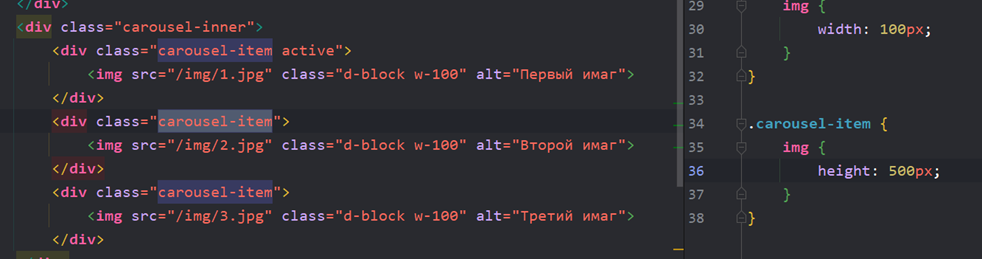 </div>
<div class="carousel-inner">
<div class="carousel-item active">
<img src="/img/1.jpg" class="d-block w-100" alt="Первый имаг">
</div>
<div class="carousel-item">
<img src="/img/2.jpg" class="d-block w-100" alt="Второй имаг">
</div>
<div class="carousel-item">
<img src="/img/3.jpg" class="d-block w-100" alt="Третий имаг">
</div>
29 img {
30 width: 100px;
31 }
32 }
33
34 .carousel-item {
35 img {
36 height: 500px;
37 }
38 }